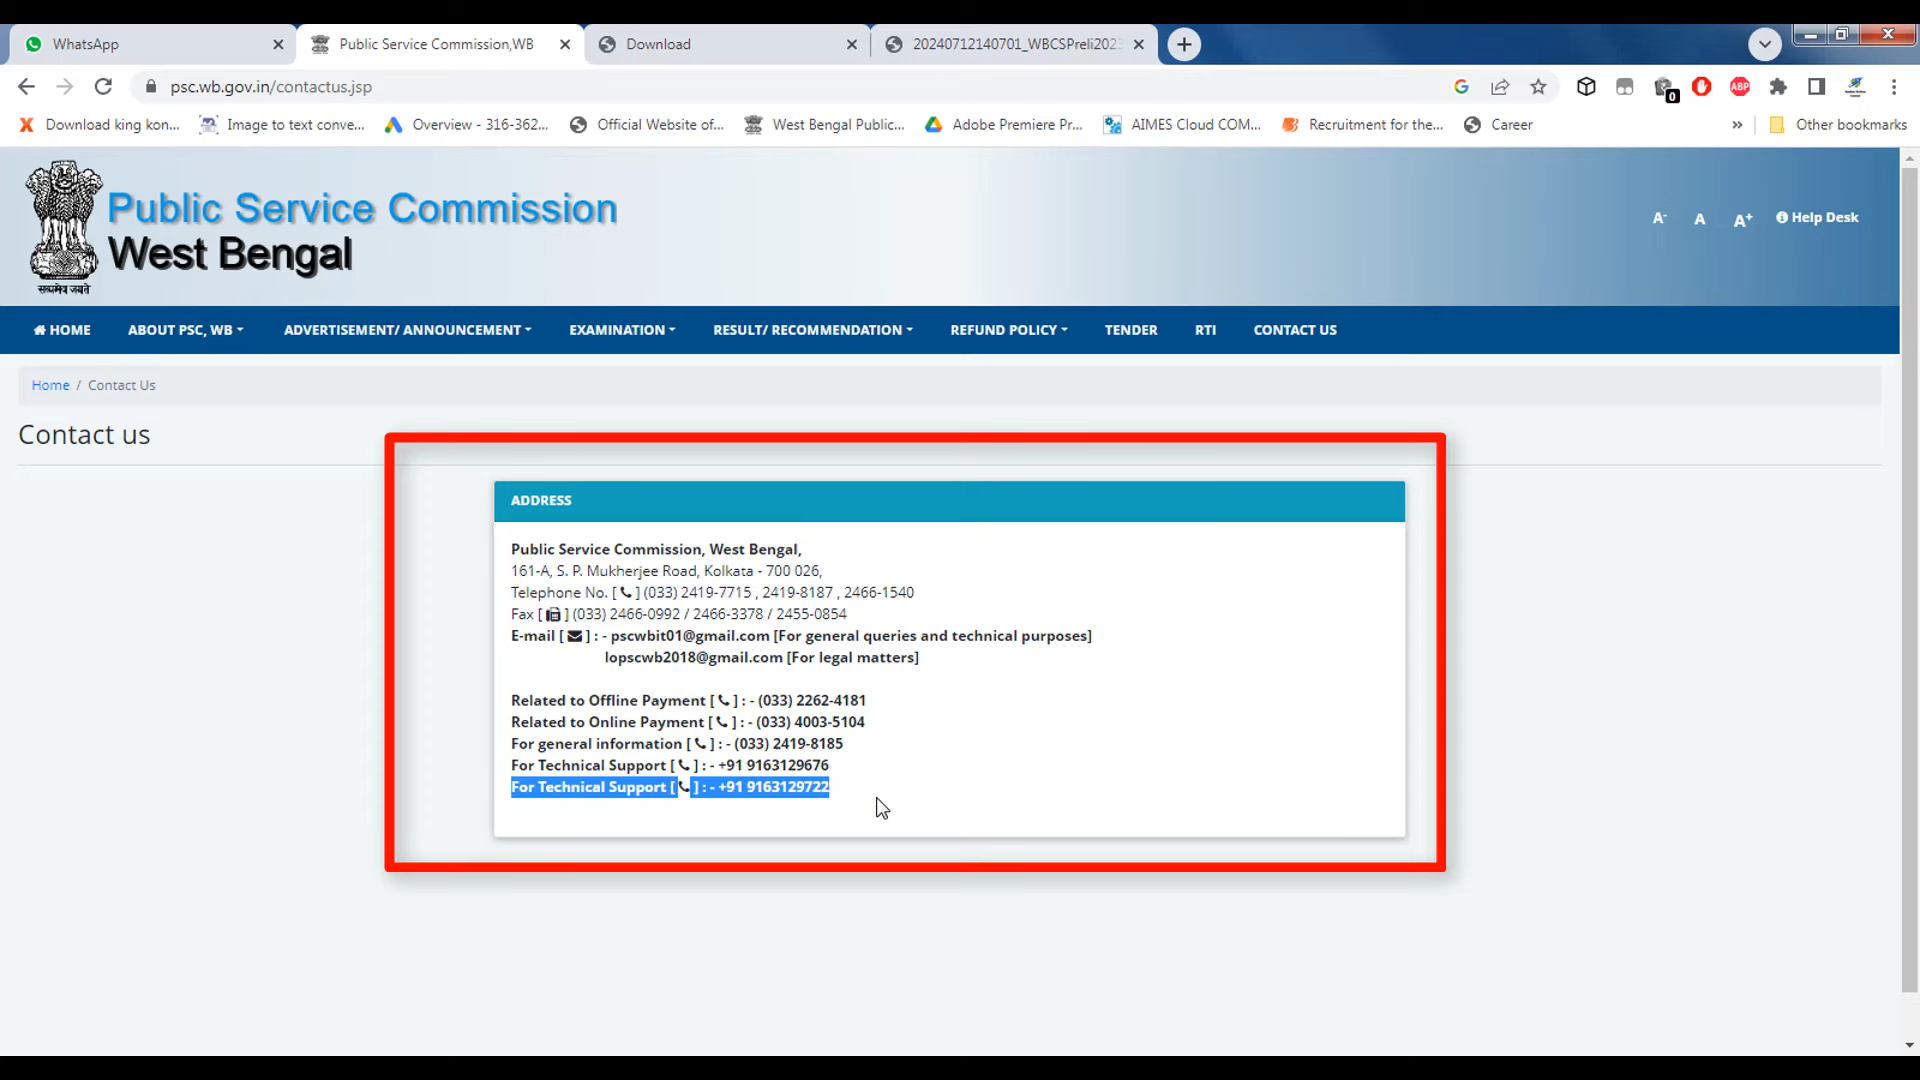 WhatsApp
Public Service Commission,WB
Download
20240712140701_WBCSPreli2023
psc.wb.gov.in/contactus.jsp
0
ABP
Download king kon...
Image to text conve...
Overview - 316-362...
Official Website of...
West Bengal Public...
Adobe Premiere Pr...
AIMES Cloud COM...
Recruitment for the...
Career
»
Other bookmarks
Public Service Commission
West Bengal
सत्यमेव जयते
A-
A
A+
Help Desk
HOME
ABOUT PSC, WB
ADVERTISEMENT/ ANNOUNCEMENT
EXAMINATION
RESULT/ RECOMMENDATION
REFUND POLICY
TENDER
RTI
CONTACT US
Home / Contact Us
Contact us
ADDRESS
Public Service Commission, West Bengal,
161-A, S. P. Mukherjee Road, Kolkata - 700 026,
Telephone No. [ ] (033) 2419-7715 , 2419-8187 , 2466-1540
Fax [ ] (033) 2466-0992 / 2466-3378 / 2455-0854
E-mail [ ] : - pscwbit01@gmail.com [For general queries and technical purposes]
lopscwb2018@gmail.com [For legal matters]
Related to Offline Payment [ ] : - (033) 2262-4181
Related to Online Payment [ ] : - (033) 4003-5104
For general information [ ] : - (033) 2419-8185
For Technical Support [ ] : - +91 9163129676
For Technical Support [ ] : - +91 9163129722